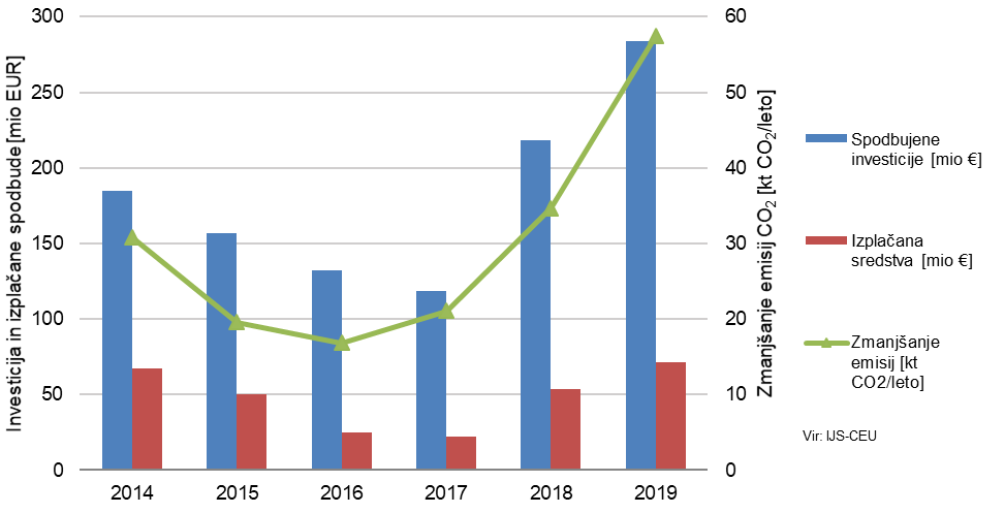 Investicija in izplačane spodbude [mio EUR]
300
250
200
150
100
50
0
2014
2015
2016
2017
2018
2019
60
50
40
30
20
10
0
Zmanjšanje emisij CO₂ [kt CO₂/leto]
Spodbujene
investicije [mio €]
Izplačana
sredstva [mio €]
Zmanjšanje
emisij [kt
CO2/leto]
Vir: IJS-CEU